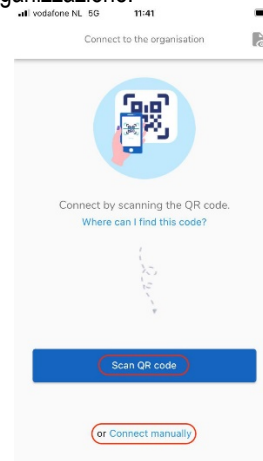 ganizzazione.
vodafone NL 5G 11:41
Connect to the organisation
Connect by scanning the QR code.
Where can I find this code?
Scan QR code
or Connect manually